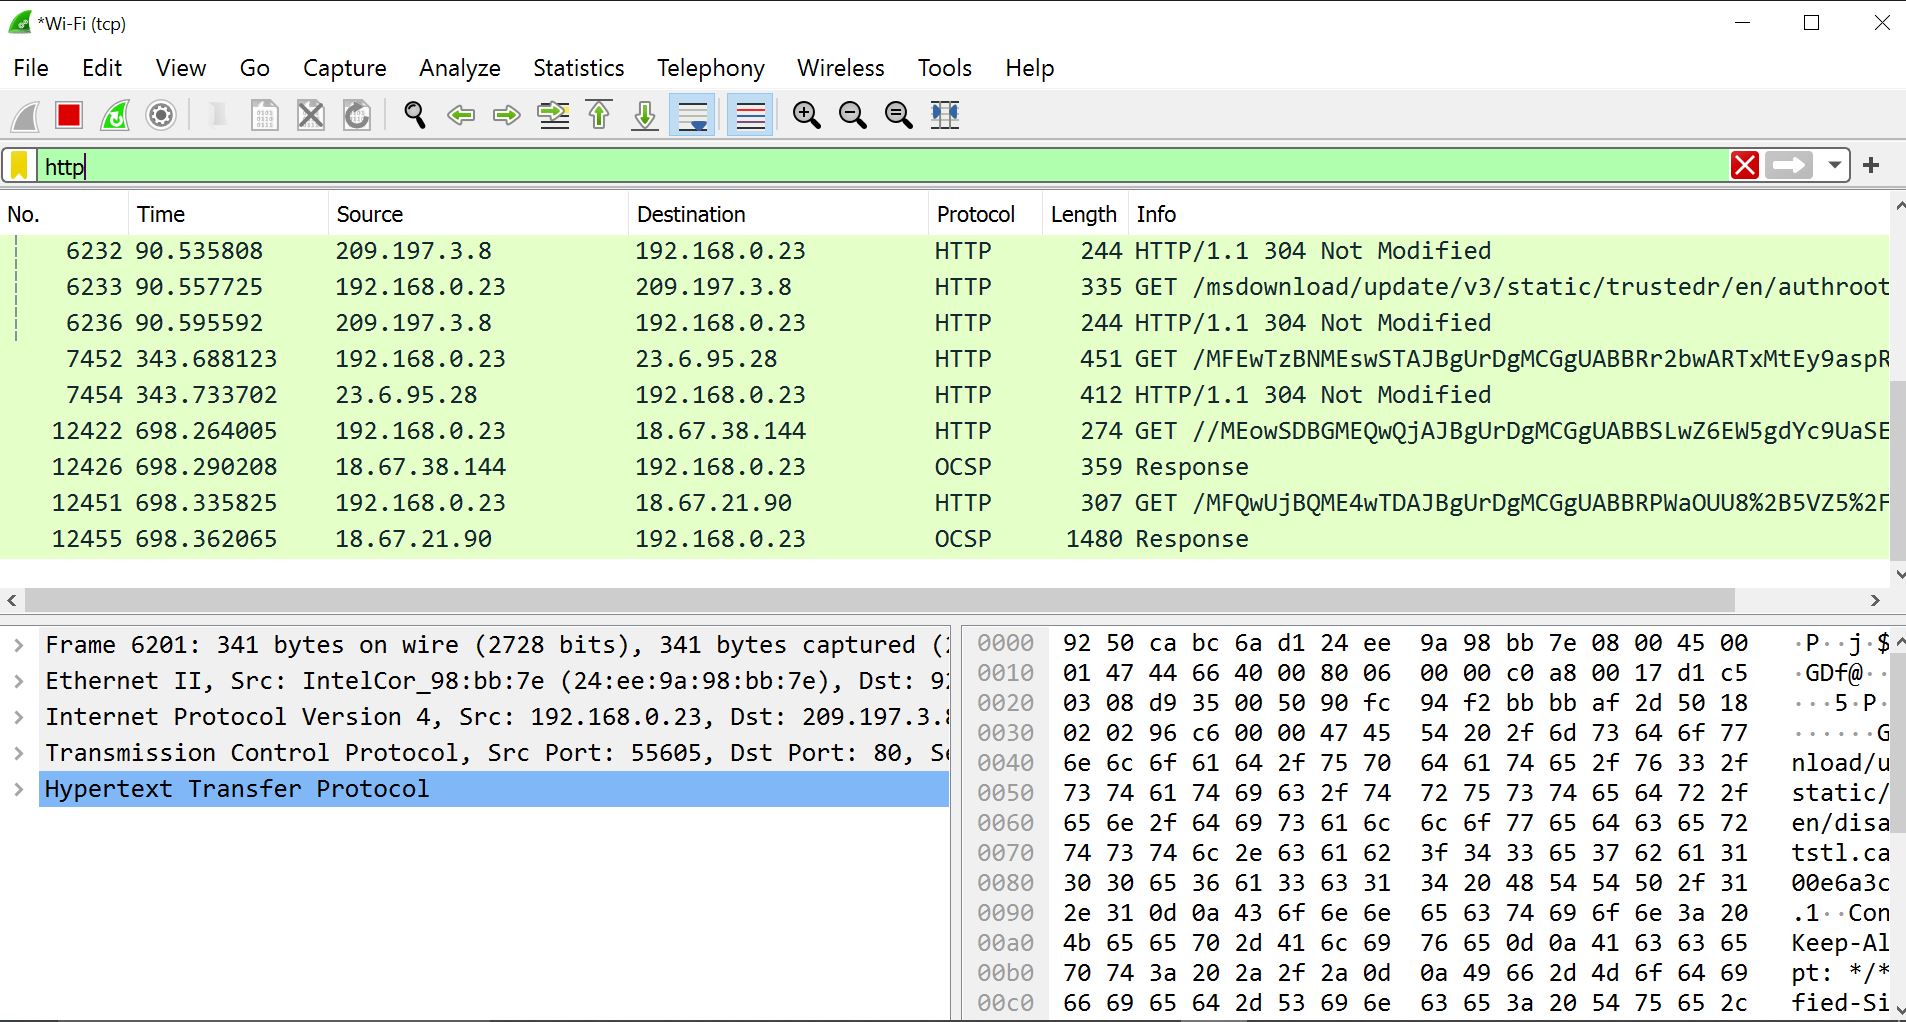 *Wi-Fi (tcp)
File Edit View Go Capture Analyze Statistics Telephony Wireless Tools Help
http
No. Time Source Destination Protocol Length Info
6232 90.535808 209.197.3.8 192.168.0.23 HTTP 244 HTTP/1.1 304 Not Modified
6233 90.557725 192.168.0.23 209.197.3.8 HTTP 335 GET /msdownload/update/v3/static/trustedr/en/authroot
6236 90.595592 209.197.3.8 192.168.0.23 HTTP 244 HTTP/1.1 304 Not Modified
7452 343.688123 192.168.0.23 23.6.95.28 HTTP 451 GET /MFEwTzBNMEswSTAJBgUrDgMCGgUABBRr2bwARTxMtEy9aspR
7454 343.733702 23.6.95.28 192.168.0.23 HTTP 412 HTTP/1.1 304 Not Modified
12422 698.264005 192.168.0.23 18.67.38.144 HTTP 274 GET //MEowSDBGMEQwQjAJBgUrDgMCGgUABBSLwZ6EW5gdYc9UaSE
12426 698.290208 18.67.38.144 192.168.0.23 OCSP 359 Response
12451 698.335825 192.168.0.23 18.67.21.90 HTTP 307 GET /MFQwUjBQME4wTDAJBgUrDgMCGgUABBRPWaOUU8%2B5VZ5%2F
12455 698.362065 18.67.21.90 192.168.0.23 OCSP 1480 Response
Frame 6201: 341 bytes on wire (2728 bits), 341 bytes captured (
Ethernet II, Src: IntelCor_98:bb:7e (24:ee:9a:98:bb:7e), Dst: 92
Internet Protocol Version 4, Src: 192.168.0.23, Dst: 209.197.3.8
Transmission Control Protocol, Src Port: 55605, Dst Port: 80, Se
Hypertext Transfer Protocol
0000 92 50 ca bc 6a d1 24 ee 9a 98 bb 7e 08 00 45 00 ·P··j·$
0010 01 47 44 66 40 00 80 06 00 00 c0 a8 00 17 d1 c5 ·GDf@··
0020 03 08 d9 35 00 50 90 fc 94 f2 bb bb af 2d 50 18 ···5·P·
0030 02 02 96 c6 00 00 47 45 54 20 2f 6d 73 64 6f 77 ······G
0040 6e 6c 6f 61 64 2f 75 70 64 61 74 65 2f 76 33 2f nload/u
0050 73 74 61 74 69 63 2f 74 72 75 73 74 65 64 72 2f static/
0060 65 6e 2f 64 69 73 61 6c 6c 6f 77 65 64 63 65 72 en/disa
0070 74 73 74 6c 2e 63 61 62 3f 34 33 65 37 62 61 31 tstl.ca
0080 30 30 65 36 61 33 63 31 34 20 48 54 54 50 2f 31 00e6a3c
0090 2e 31 0d 0a 43 6f 6e 6e 65 63 74 69 6f 6e 3a 20 .1··Con
00a0 4b 65 65 70 2d 41 6c 69 76 65 0d 0a 41 63 63 65 Keep-Al
00b0 70 74 3a 20 2a 2f 2a 0d 0a 49 66 2d 4d 6f 64 69 pt: */*
00c0 66 69 65 64 2d 53 69 6e 63 65 3a 20 54 75 65 2c fied-Si